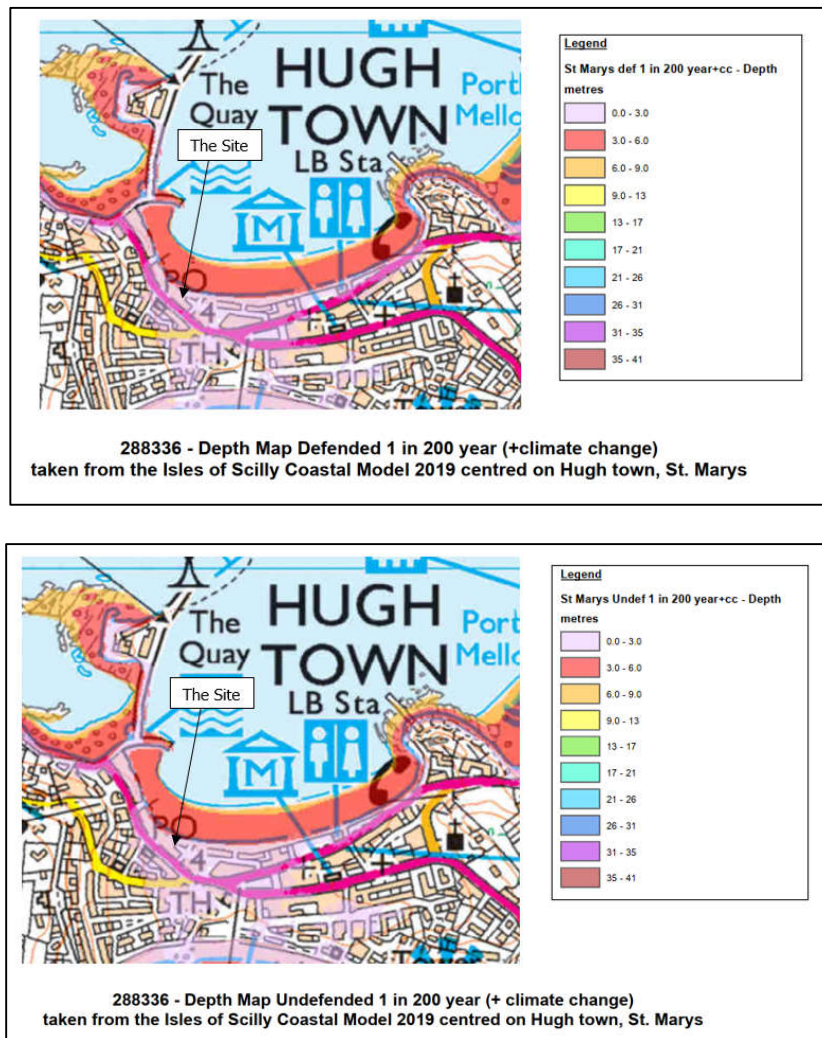 The
Quay
HUGH
TOWN
LB Sta
Port
Mello
The Site
M
PO
4
TH
Legend
St Marys def 1 in 200 year+cc - Depth
metres
0.0 - 3.0
3.0 - 6.0
6.0 - 9.0
9.0 - 13
13 - 17
17 - 21
21 - 26
26 - 31
31 - 35
35 - 41
288336 - Depth Map Defended 1 in 200 year (+climate change)
taken from the Isles of Scilly Coastal Model 2019 centred on Hugh town, St. Marys
The
Quay
HUGH
TOWN
LB Sta
Port
Mello
The Site
M
PO
4
TH
Legend
St Marys Undef 1 in 200 year+cc - Depth
metres
0.0 - 3.0
3.0 - 6.0
6.0 - 9.0
9.0 - 13
13 - 17
17 - 21
21 - 26
26 - 31
31 - 35
35 - 41
288336 - Depth Map Undefended 1 in 200 year (+ climate change)
taken from the Isles of Scilly Coastal Model 2019 centred on Hugh town, St. Marys